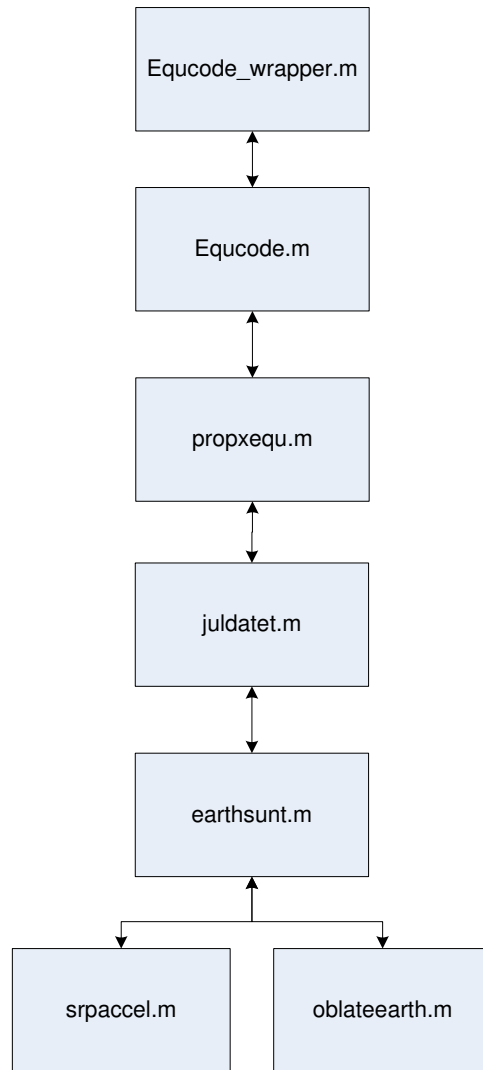 Equcode_wrapper.m
Equcode.m
propxequ.m
juldatet.m
earthsunt.m
srpaccel.m
oblateearth.m